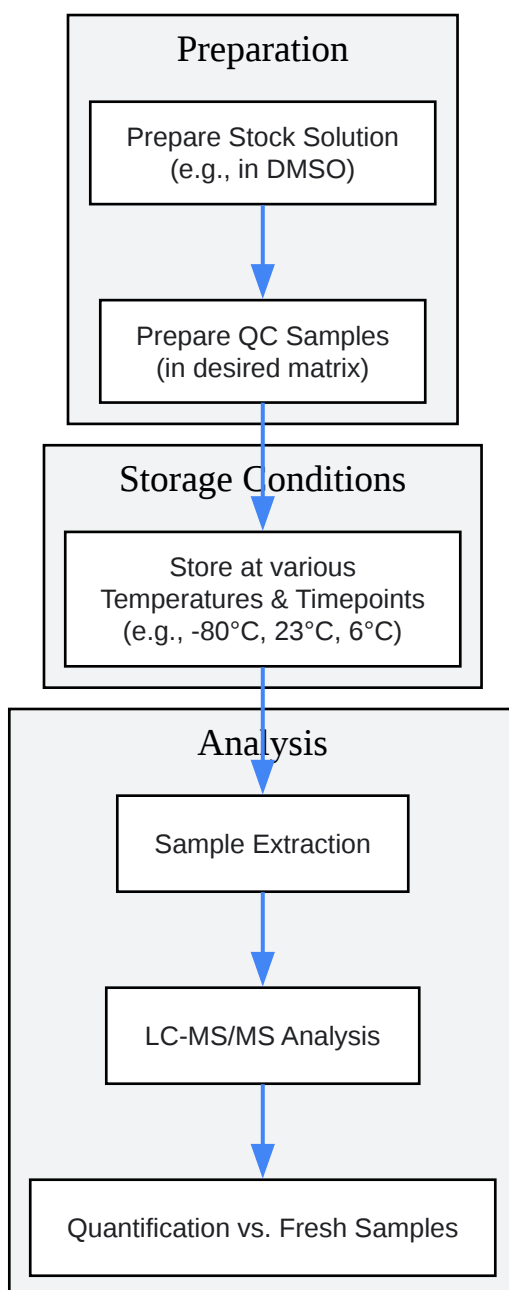 Preparation
Prepare Stock Solution
(e.g., in DMSO)
Prepare QC Samples
(in desired matrix)
Storage Conditions
Store at various
Temperatures & Timepoints
(e.g., -80°C, 23°C, 6°C)
Analysis
Sample Extraction
LC-MS/MS Analysis
Quantification vs. Fresh Samples